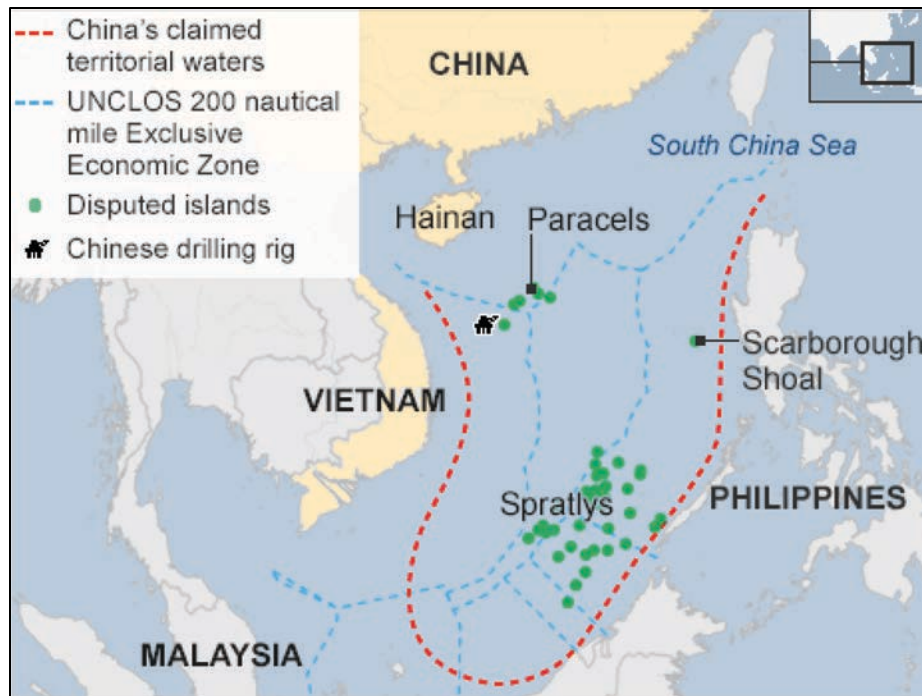 China's claimed
territorial waters
UNCLOS 200 nautical
mile Exclusive
Economic Zone
Disputed islands
Chinese drilling rig
CHINA
South China Sea
Hainan
Paracels
Scarborough
Shoal
VIETNAM
Spratlys
PHILIPPINES
MALAYSIA